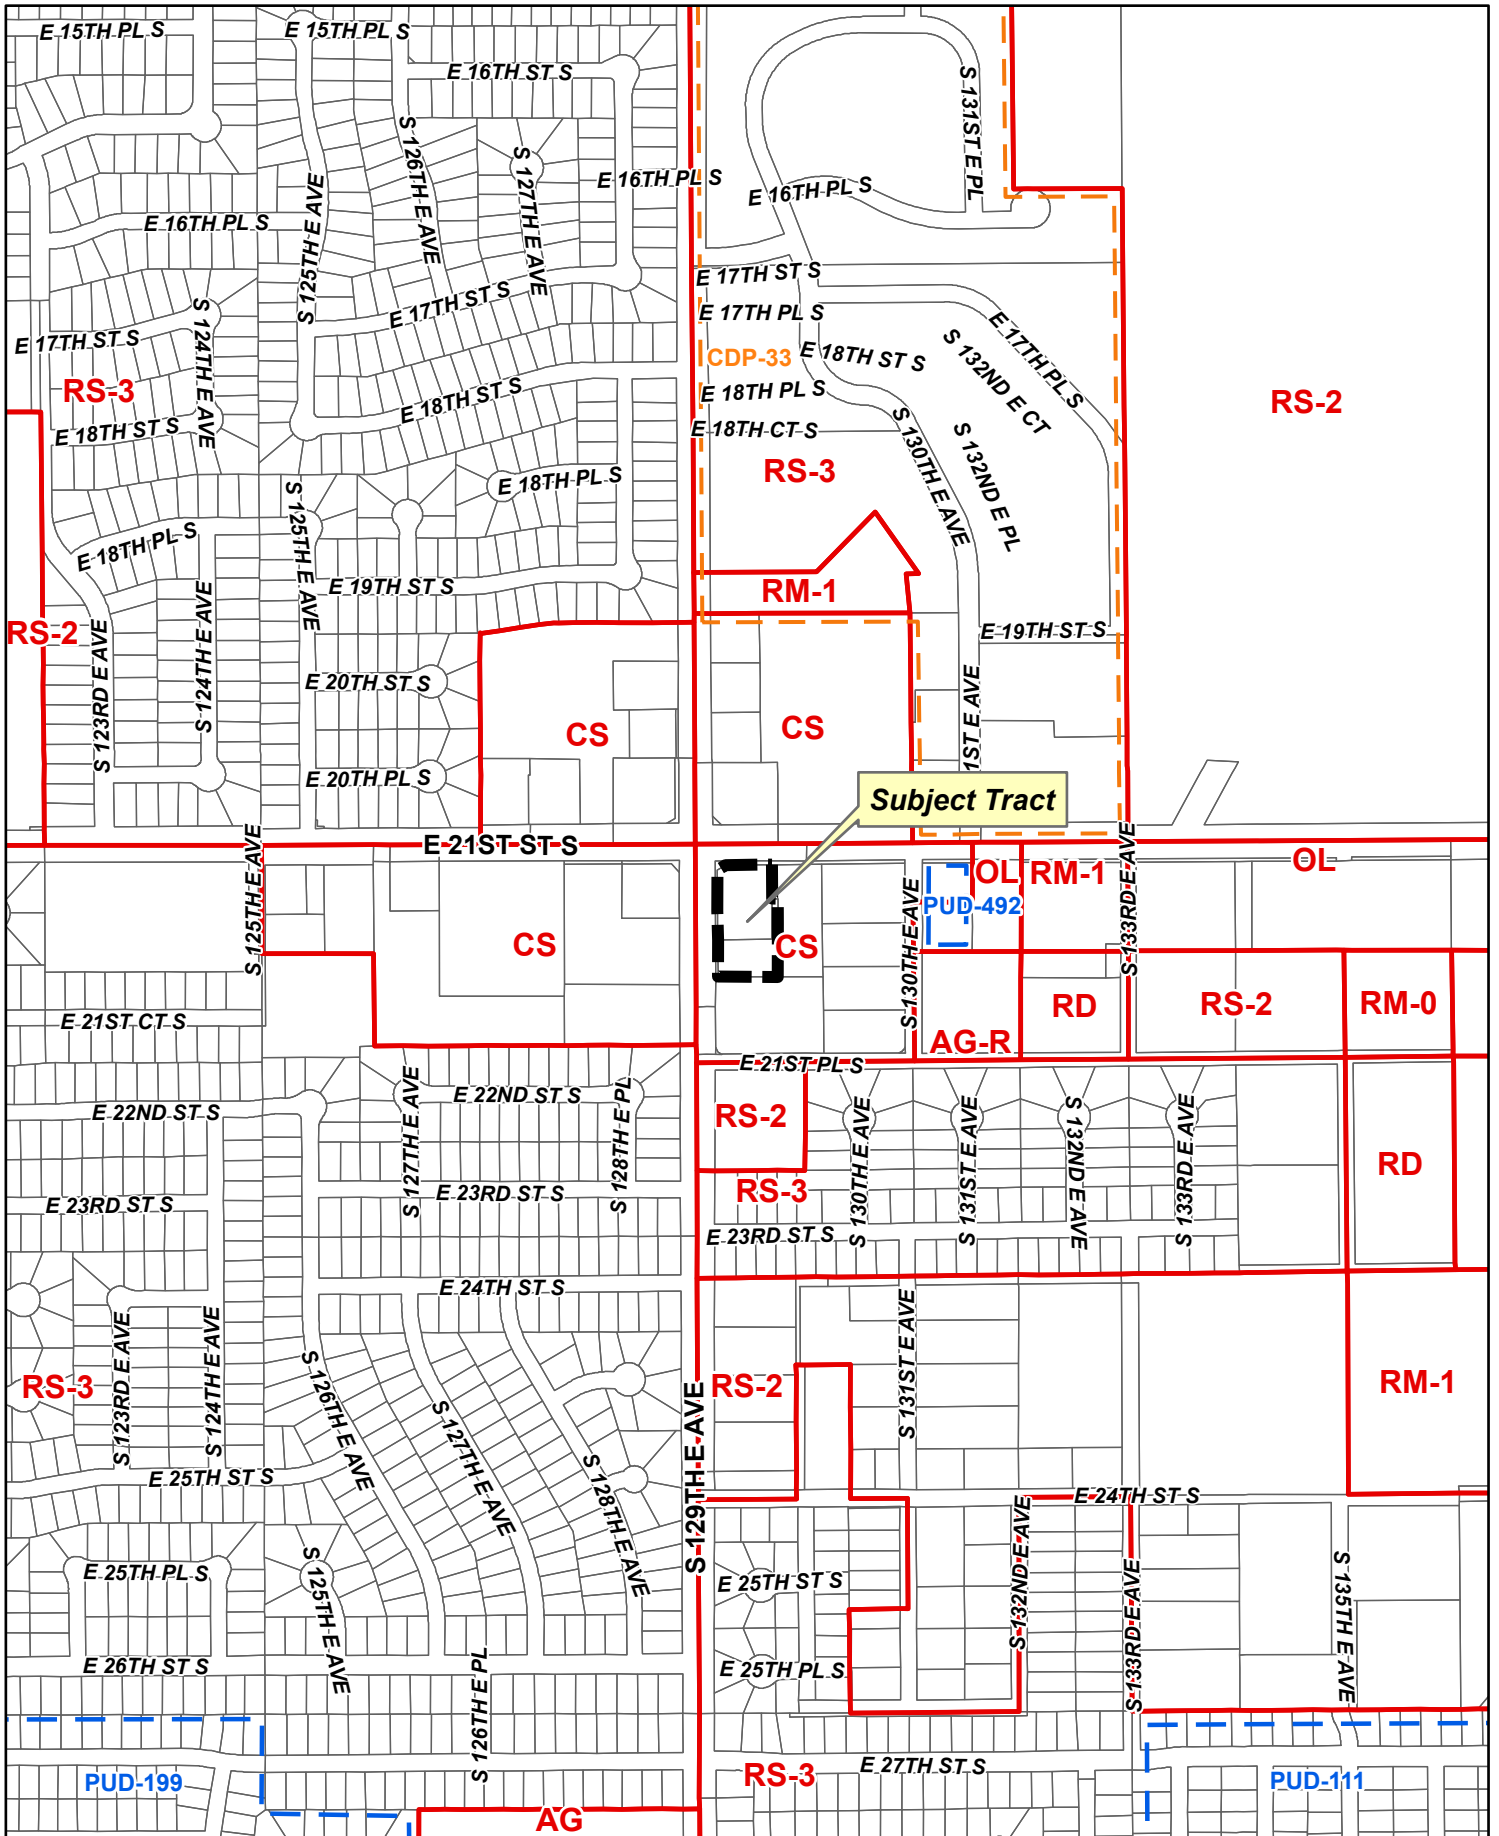 E 15TH PL S
E 15TH PL S
E 16TH ST S
S 131ST E PL
S 126TH E AVE
S 127TH E AVE
E 16TH PL S
E 16TH PL S
S 125TH E AVE
E 16TH PL S
E 17TH ST S
E 17TH ST S
E 17TH PL S
E 17TH PL S
S 124TH E AVE
E 17TH ST S
CDP-33
E 18TH ST S
S 132ND E CT
RS-3
E 18TH ST S
E 18TH PL S
RS-2
E 18TH ST S
E 18TH CT S
S 130TH E AVE
S 132ND E PL
RS-3
E 18TH PL S
S 125TH E AVE
E 18TH PL S
E 19TH ST S
RM-1
S 124TH E AVE
RS-2
S 123RD E AVE
E 19TH ST S
E 20TH ST S
1ST E AVE
CS
CS
E 20TH PL S
Subject Tract
E 21ST ST S
S 125TH E AVE
S 133RD E AVE
OL
RM-1
OL
PUD-492
S 130TH E AVE
CS
CS
RD
RS-2
RM-0
E 21ST CT S
AG-R
E 21ST PL S
S 127TH E AVE
E 22ND ST S
S 128TH E PL
E 22ND ST S
RS-2
S 130TH E AVE
S 131ST E AVE
S 132ND E AVE
S 133RD E AVE
RD
E 23RD ST S
RS-3
E 23RD ST S
E 23RD ST S
E 24TH ST S
S 123RD E AVE
S 124TH E AVE
S 131ST E AVE
RS-3
S 126TH E AVE
S 127TH E AVE
S 129TH E AVE
RS-2
RM-1
E 25TH ST S
S 128TH E AVE
E 24TH ST S
E 25TH PL S
S 125TH E AVE
E 25TH ST S
S 132ND E AVE
S 133RD E AVE
S 135TH E AVE
E 26TH ST S
E 25TH PL S
S 126TH E PL
PUD-199
RS-3
E 27TH ST S
PUD-111
AG